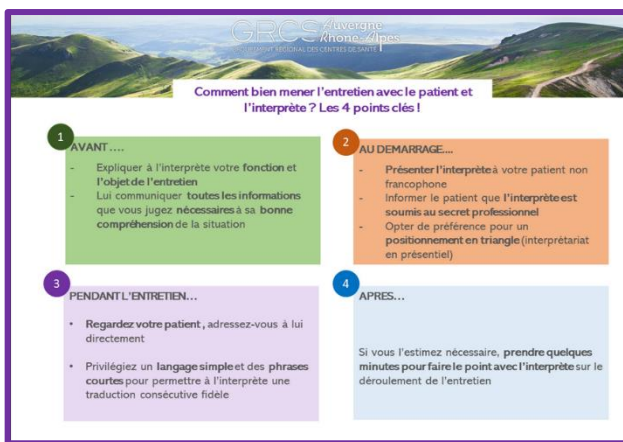 GRCS Auvergne
Rhône-Alpes
GROUPEMENT RÉGIONAL DES CENTRES DE SANTÉ
Comment bien mener l'entretien avec le patient et
l'interprète ? Les 4 points clés !
1
AVANT ....
- Expliquer à l'interprète votre fonction et
l'objet de l'entretien
- Lui communiquer toutes les informations
que vous jugez nécessaires à sa bonne
compréhension de la situation
2
AU DEMARRAGE...
- Présenter l'interprète à votre patient non
francophone
- Informer le patient que l'interprète est
soumis au secret professionnel
- Opter de préférence pour un
positionnement en triangle (interprétariat
en présentiel)
3
PENDANT L'ENTRETIEN...
• Regardez votre patient, adressez-vous à lui
directement
• Privilégiez un langage simple et des phrases
courtes pour permettre à l'interprète une
traduction consécutive fidèle
4
APRES...
Si vous l'estimez nécessaire, prendre quelques
minutes pour faire le point avec l'interprète sur le
déroulement de l'entretien